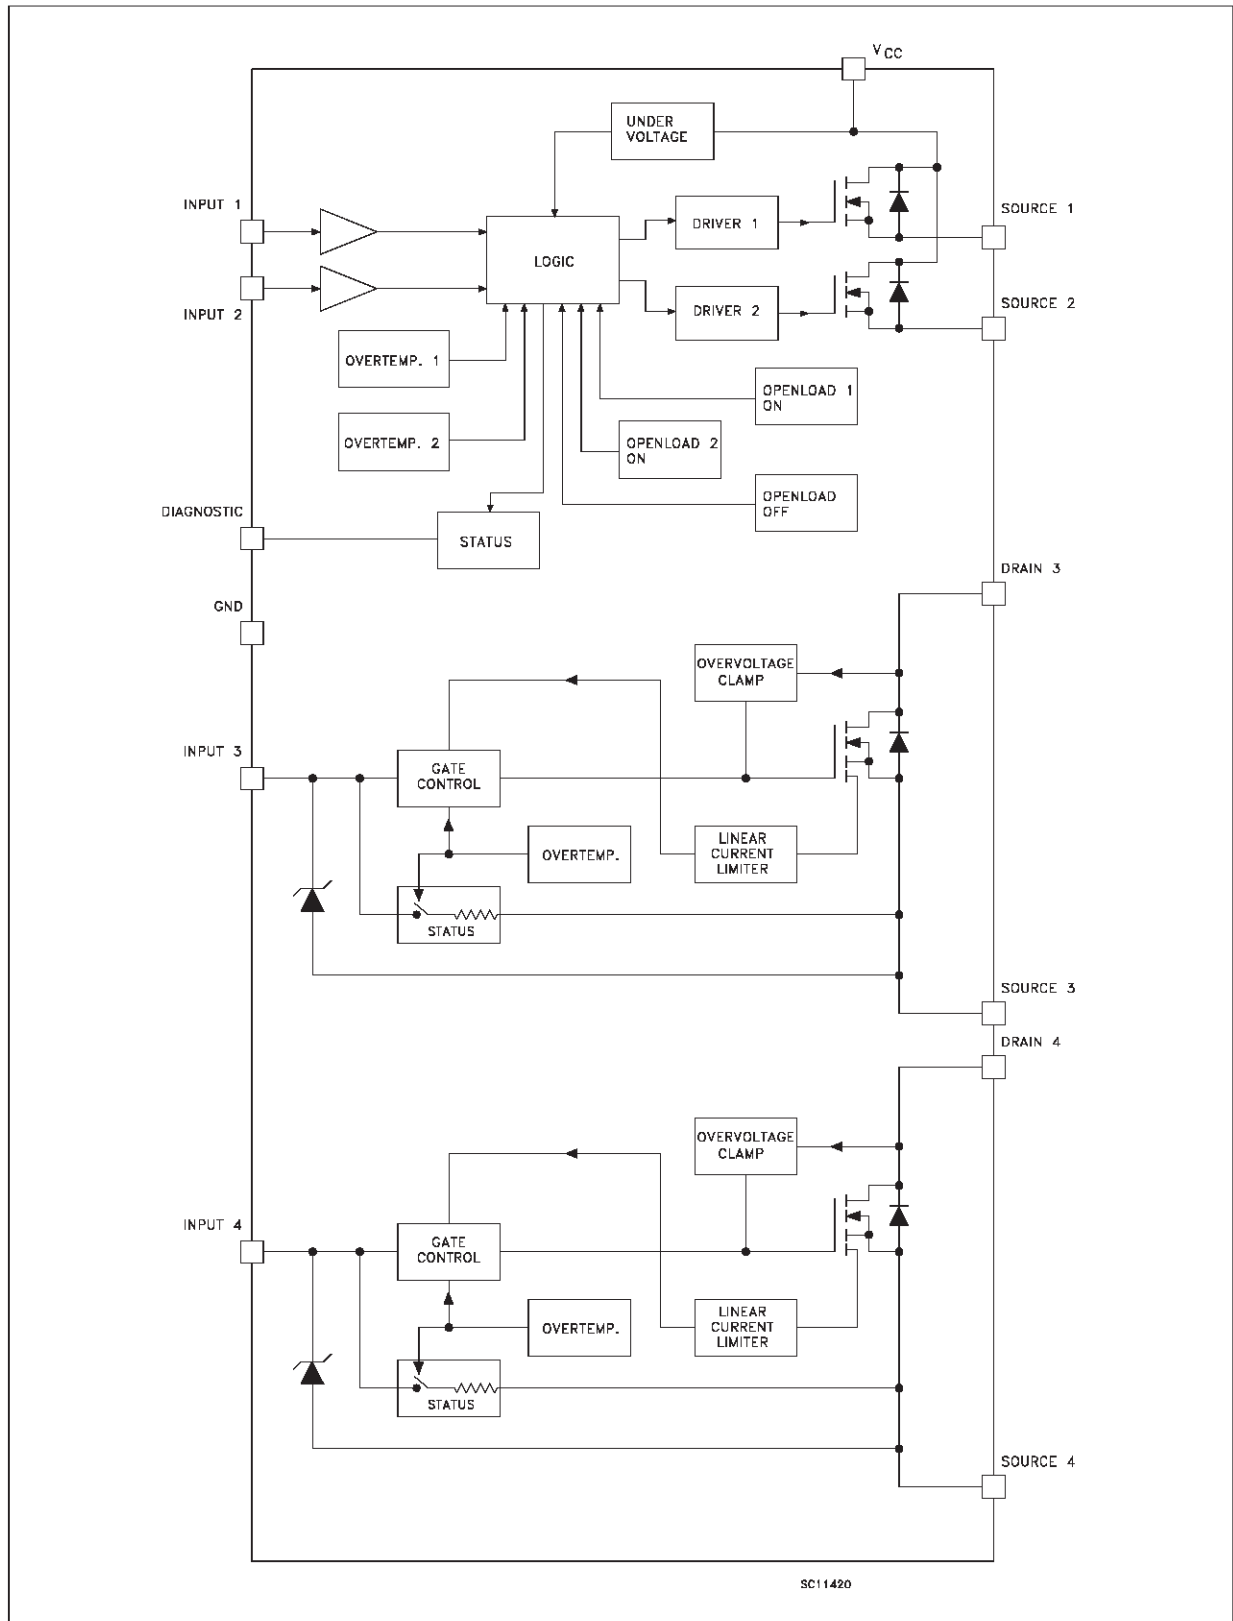 VCC
UNDER
VOLTAGE
INPUT 1
SOURCE 1
DRIVER 1
LOGIC
INPUT 2
SOURCE 2
DRIVER 2
OVERTEMP. 1
OPENLOAD 1
ON
OVERTEMP. 2
OPENLOAD 2
ON
OPENLOAD
OFF
DIAGNOSTIC
STATUS
DRAIN 3
GND
OVERVOLTAGE
CLAMP
INPUT 3
GATE
CONTROL
LINEAR
CURRENT
LIMITER
OVERTEMP.
STATUS
SOURCE 3
DRAIN 4
OVERVOLTAGE
CLAMP
INPUT 4
GATE
CONTROL
LINEAR
CURRENT
LIMITER
OVERTEMP.
STATUS
SOURCE 4
SC11420